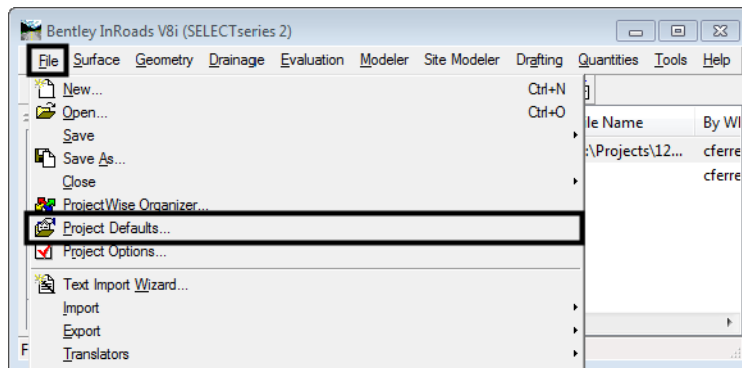 Bentley InRoads V8i (SELECTseries 2)
File Surface Geometry Drainage Evaluation Modeler Site Modeler Drafting Quantities Tools Help
New... Ctrl+N
Open... Ctrl+O
Save
Save As...
Close
ProjectWise Organizer...
Project Defaults...
Project Options...
Text Import Wizard...
Import
Export
Translators
ile Name By WI
:\Projects\12... cferre
cferre
F